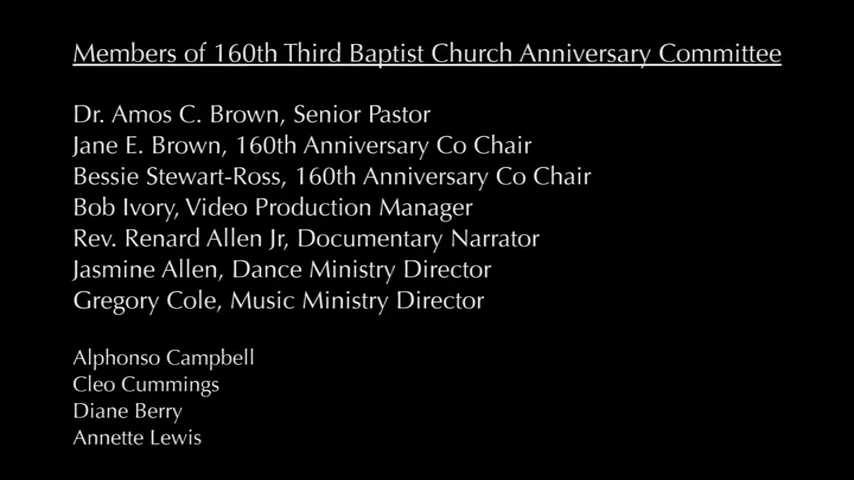 Members of 160th Third Baptist Church Anniversary Committee
Dr. Amos C. Brown, Senior Pastor
Jane E. Brown, 160th Anniversary Co Chair
Bessie Stewart-Ross, 160th Anniversary Co Chair
Bob Ivory, Video Production Manager
Rev. Renard Allen Jr, Documentary Narrator
Jasmine Allen, Dance Ministry Director
Gregory Cole, Music Ministry Director
Alphonso Campbell
Cleo Cummings
Diane Berry
Annette Lewis